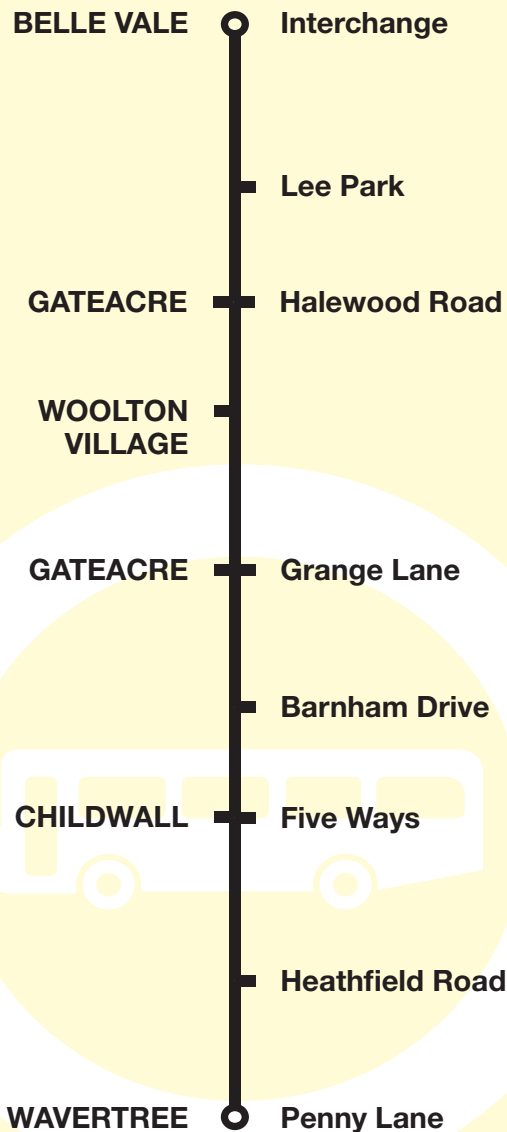 BELLE VALE Interchange
Lee Park
GATEACRE Halewood Road
WOOLTON
VILLAGE
GATEACRE Grange Lane
Barnham Drive
CHILDWALL Five Ways
Heathfield Road
WAVERTREE Penny Lane